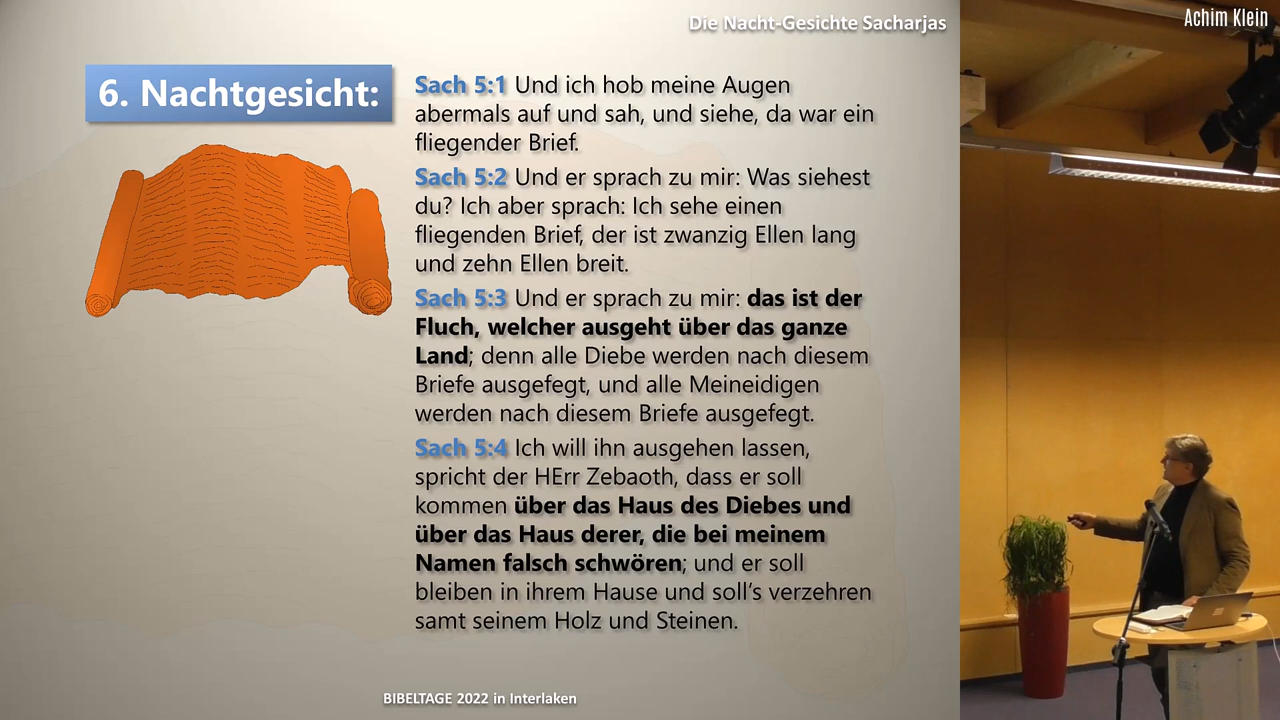 Die Nacht-Gesichte Sacharjas
Achim Klein
6. Nachtgesicht:
Sach 5:1 Und ich hob meine Augen
abermals auf und sah, und siehe, da war ein
fliegender Brief.
Sach 5:2 Und er sprach zu mir: Was siehest
du? Ich aber sprach: Ich sehe einen
fliegenden Brief, der ist zwanzig Ellen lang
und zehn Ellen breit.
Sach 5:3 Und er sprach zu mir: das ist der
Fluch, welcher ausgeht über das ganze
Land; denn alle Diebe werden nach diesem
Briefe ausgefegt, und alle Meineidigen
werden nach diesem Briefe ausgefegt.
Sach 5:4 Ich will ihn ausgehen lassen,
spricht der HErr Zebaoth, dass er soll
kommen über das Haus des Diebes und
über das Haus derer, die bei meinem
Namen falsch schwören; und er soll
bleiben in ihrem Hause und soll’s verzehren
samt seinem Holz und Steinen.
BIBELTAGE 2022 in Interlaken